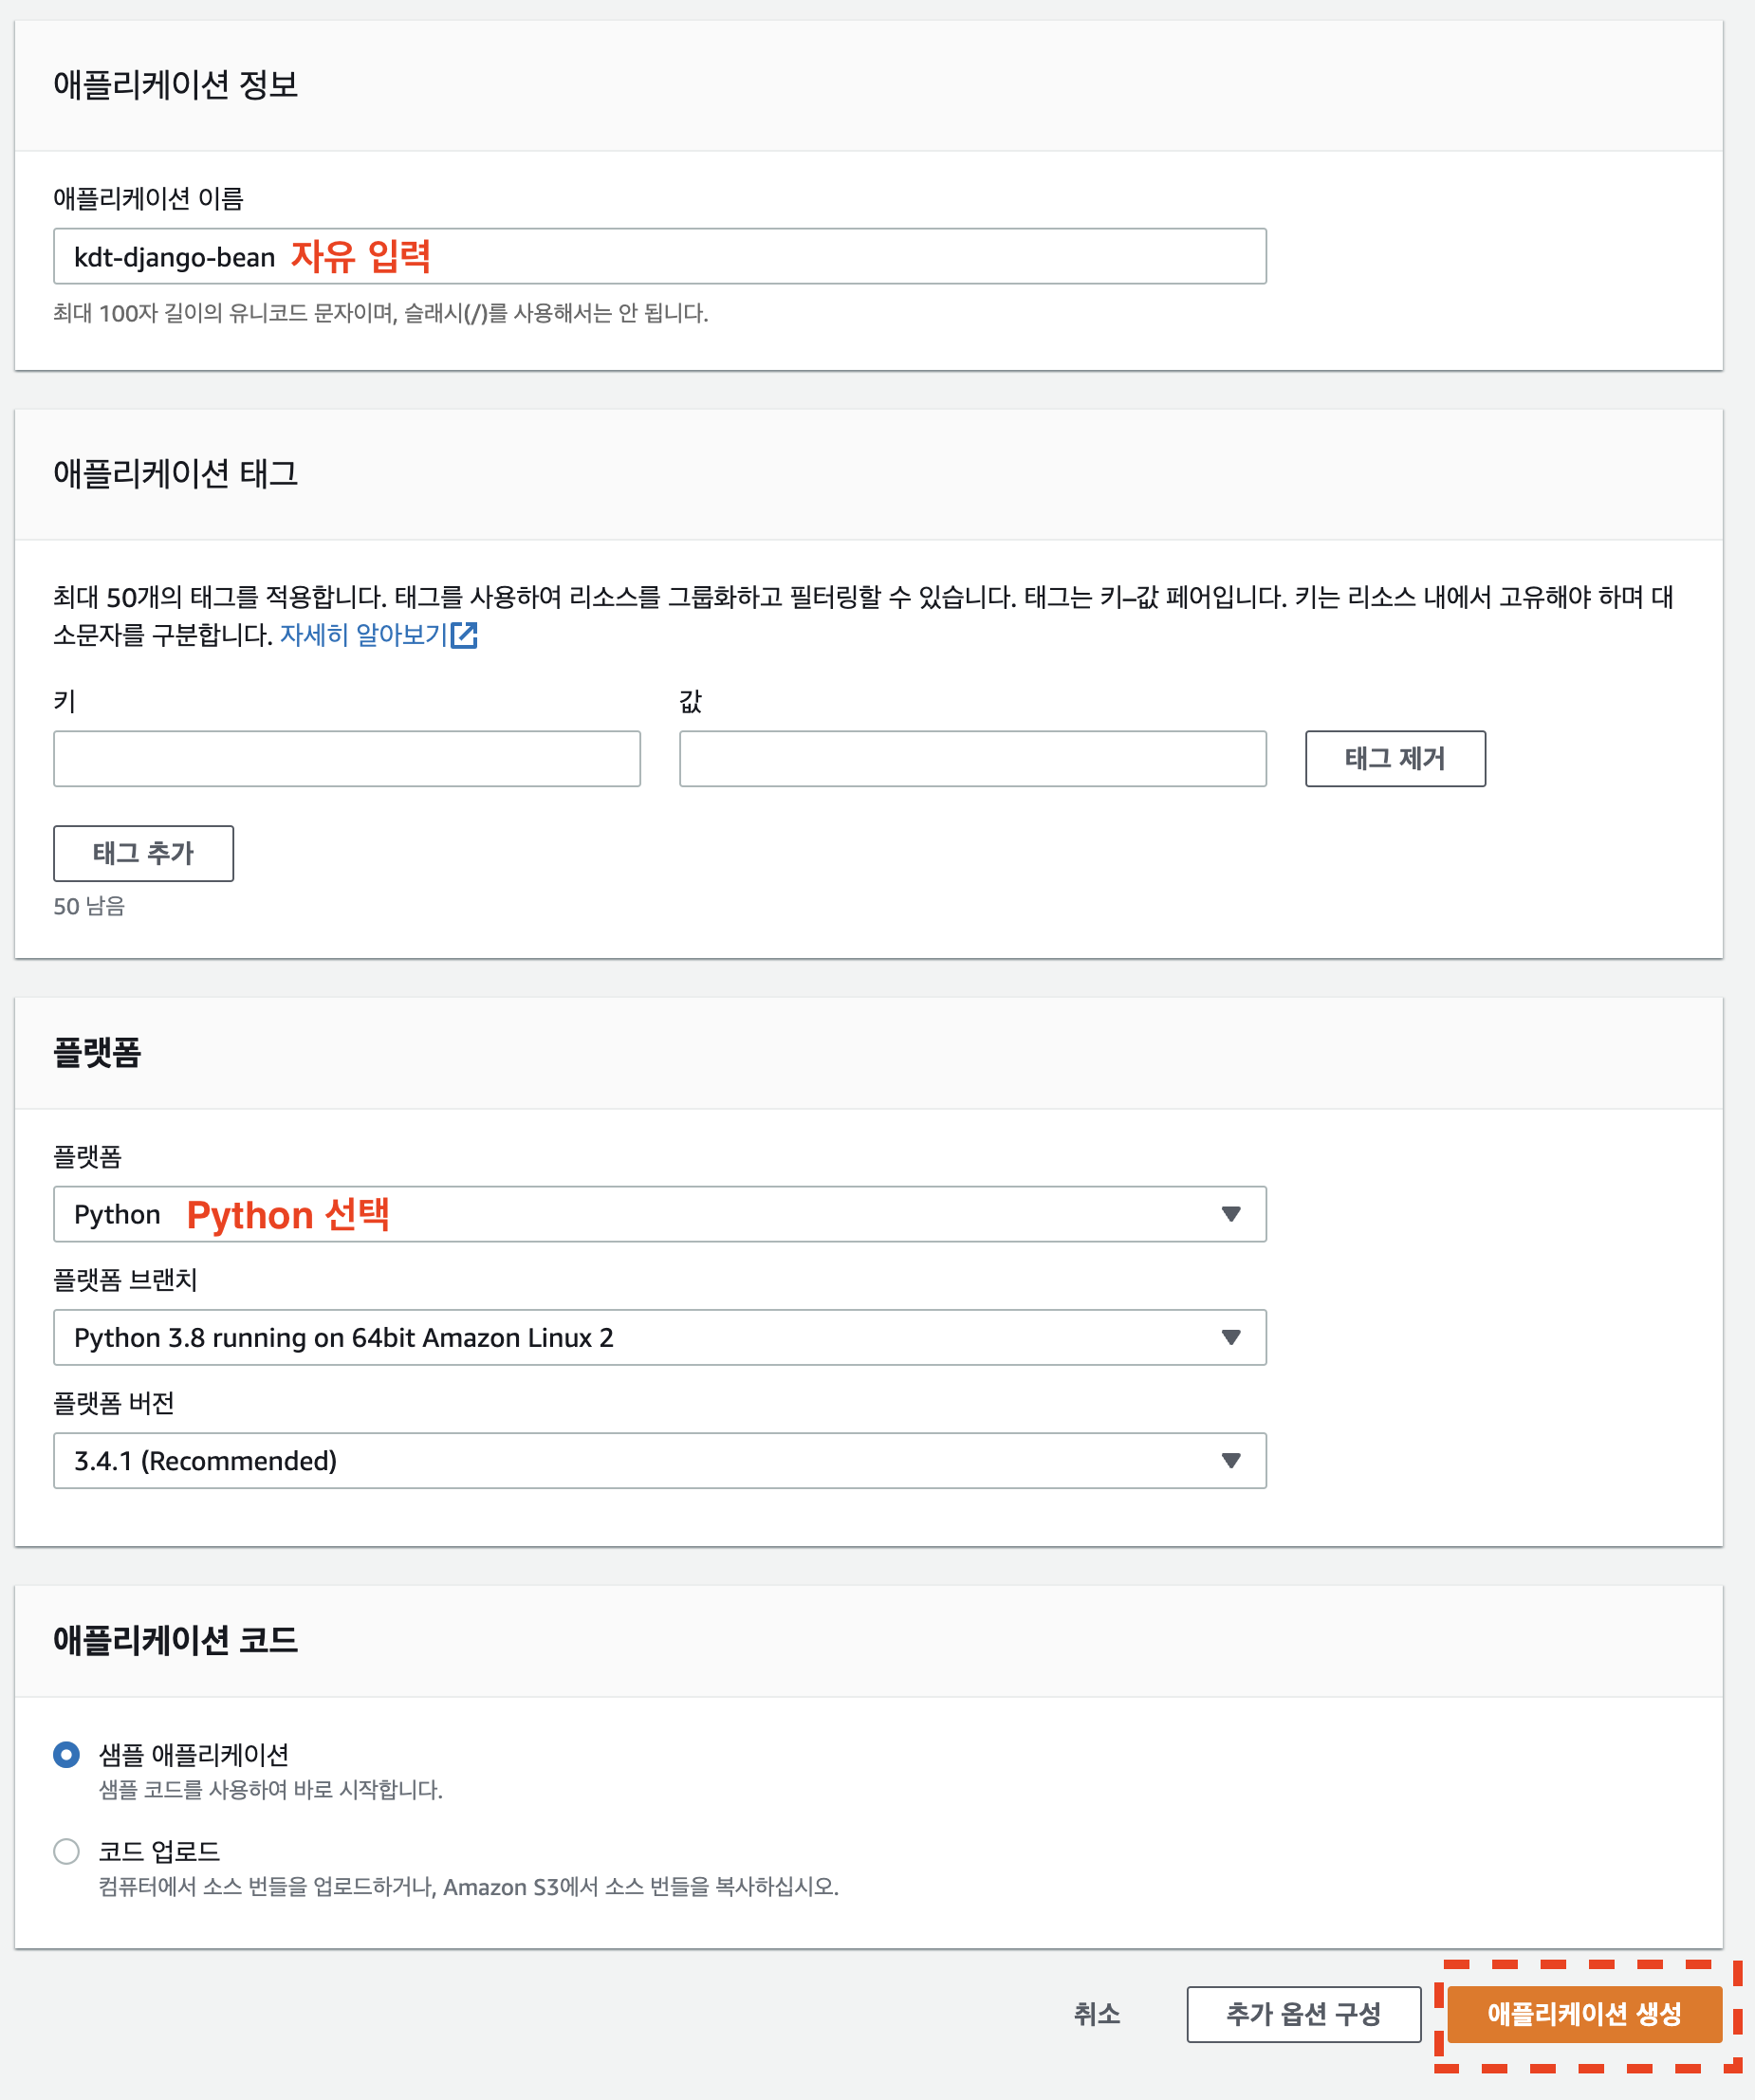 애플리케이션 정보
애플리케이션 이름
kdt-django-bean 자유 입력
최대 100자 길이의 유니코드 문자이며, 슬래시(/)를 사용해서는 안 됩니다.
애플리케이션 태그
최대 50개의 태그를 적용합니다. 태그를 사용하여 리소스를 그룹화하고 필터링할 수 있습니다. 태그는 키–값 페어입니다. 키는 리소스 내에서 고유해야 하며 대
소문자를 구분합니다. 자세히 알아보기
키 값
태그 제거
태그 추가
50 남음
플랫폼
플랫폼
Python Python 선택
플랫폼 브랜치
Python 3.8 running on 64bit Amazon Linux 2
플랫폼 버전
3.4.1 (Recommended)
애플리케이션 코드
샘플 애플리케이션
샘플 코드를 사용하여 바로 시작합니다.
코드 업로드
컴퓨터에서 소스 번들을 업로드하거나, Amazon S3에서 소스 번들을 복사하십시오.
취소 추가 옵션 구성 애플리케이션 생성